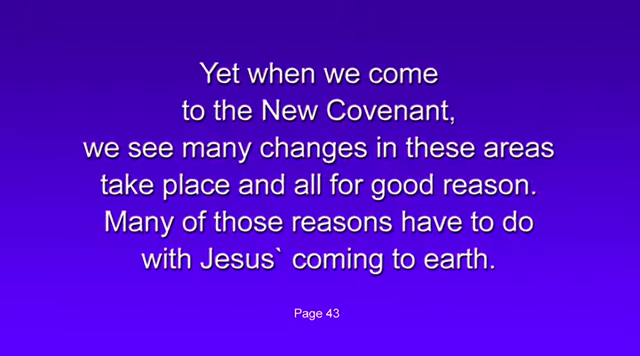 Yet when we come
to the New Covenant,
we see many changes in these areas
take place and all for good reason.
Many of those reasons have to do
with Jesus` coming to earth.
Page 43